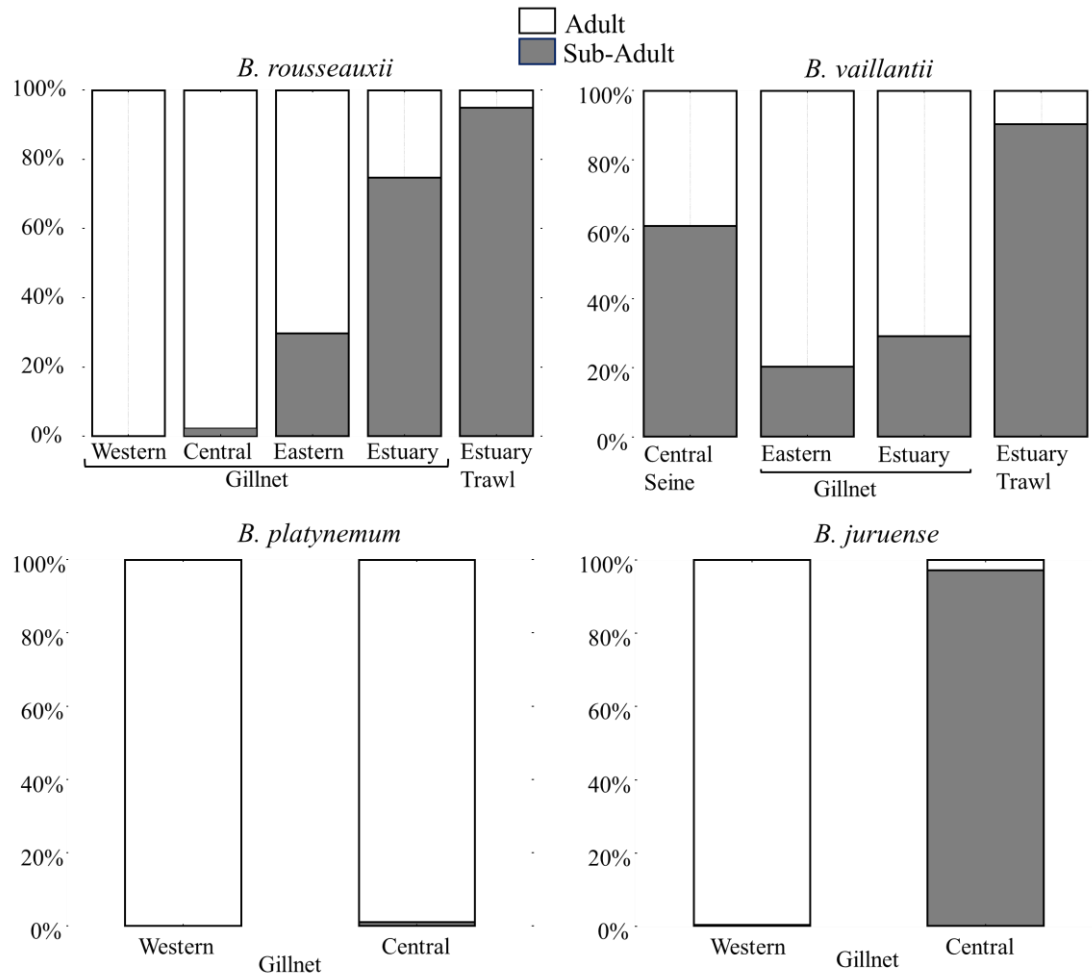 Adult
Sub-Adult
B. rousseauxii
100%
80%
60%
40%
20%
0%
Western Central Eastern Estuary Estuary
Gillnet Trawl
B. vaillantii
100%
80%
60%
40%
20%
0%
Central Eastern Estuary Estuary
Seine Gillnet Trawl
B. platynemum
100%
80%
60%
40%
20%
0%
Western Central
Gillnet
B. juruense
100%
80%
60%
40%
20%
0%
Western Central
Gillnet